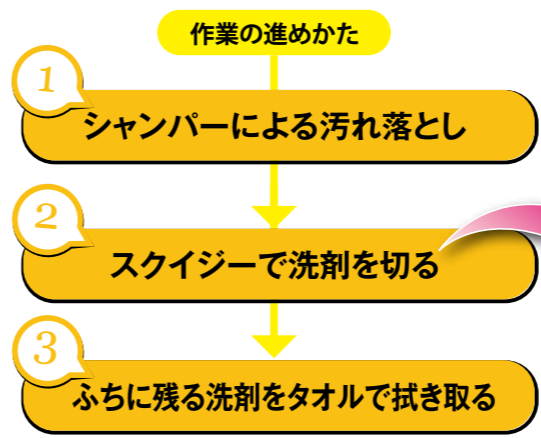 作業の進めかた
1
シャンパーによる汚れ落とし
2
スクイジーで洗剤を切る
3
ふちに残る洗剤をタオルで拭き取る